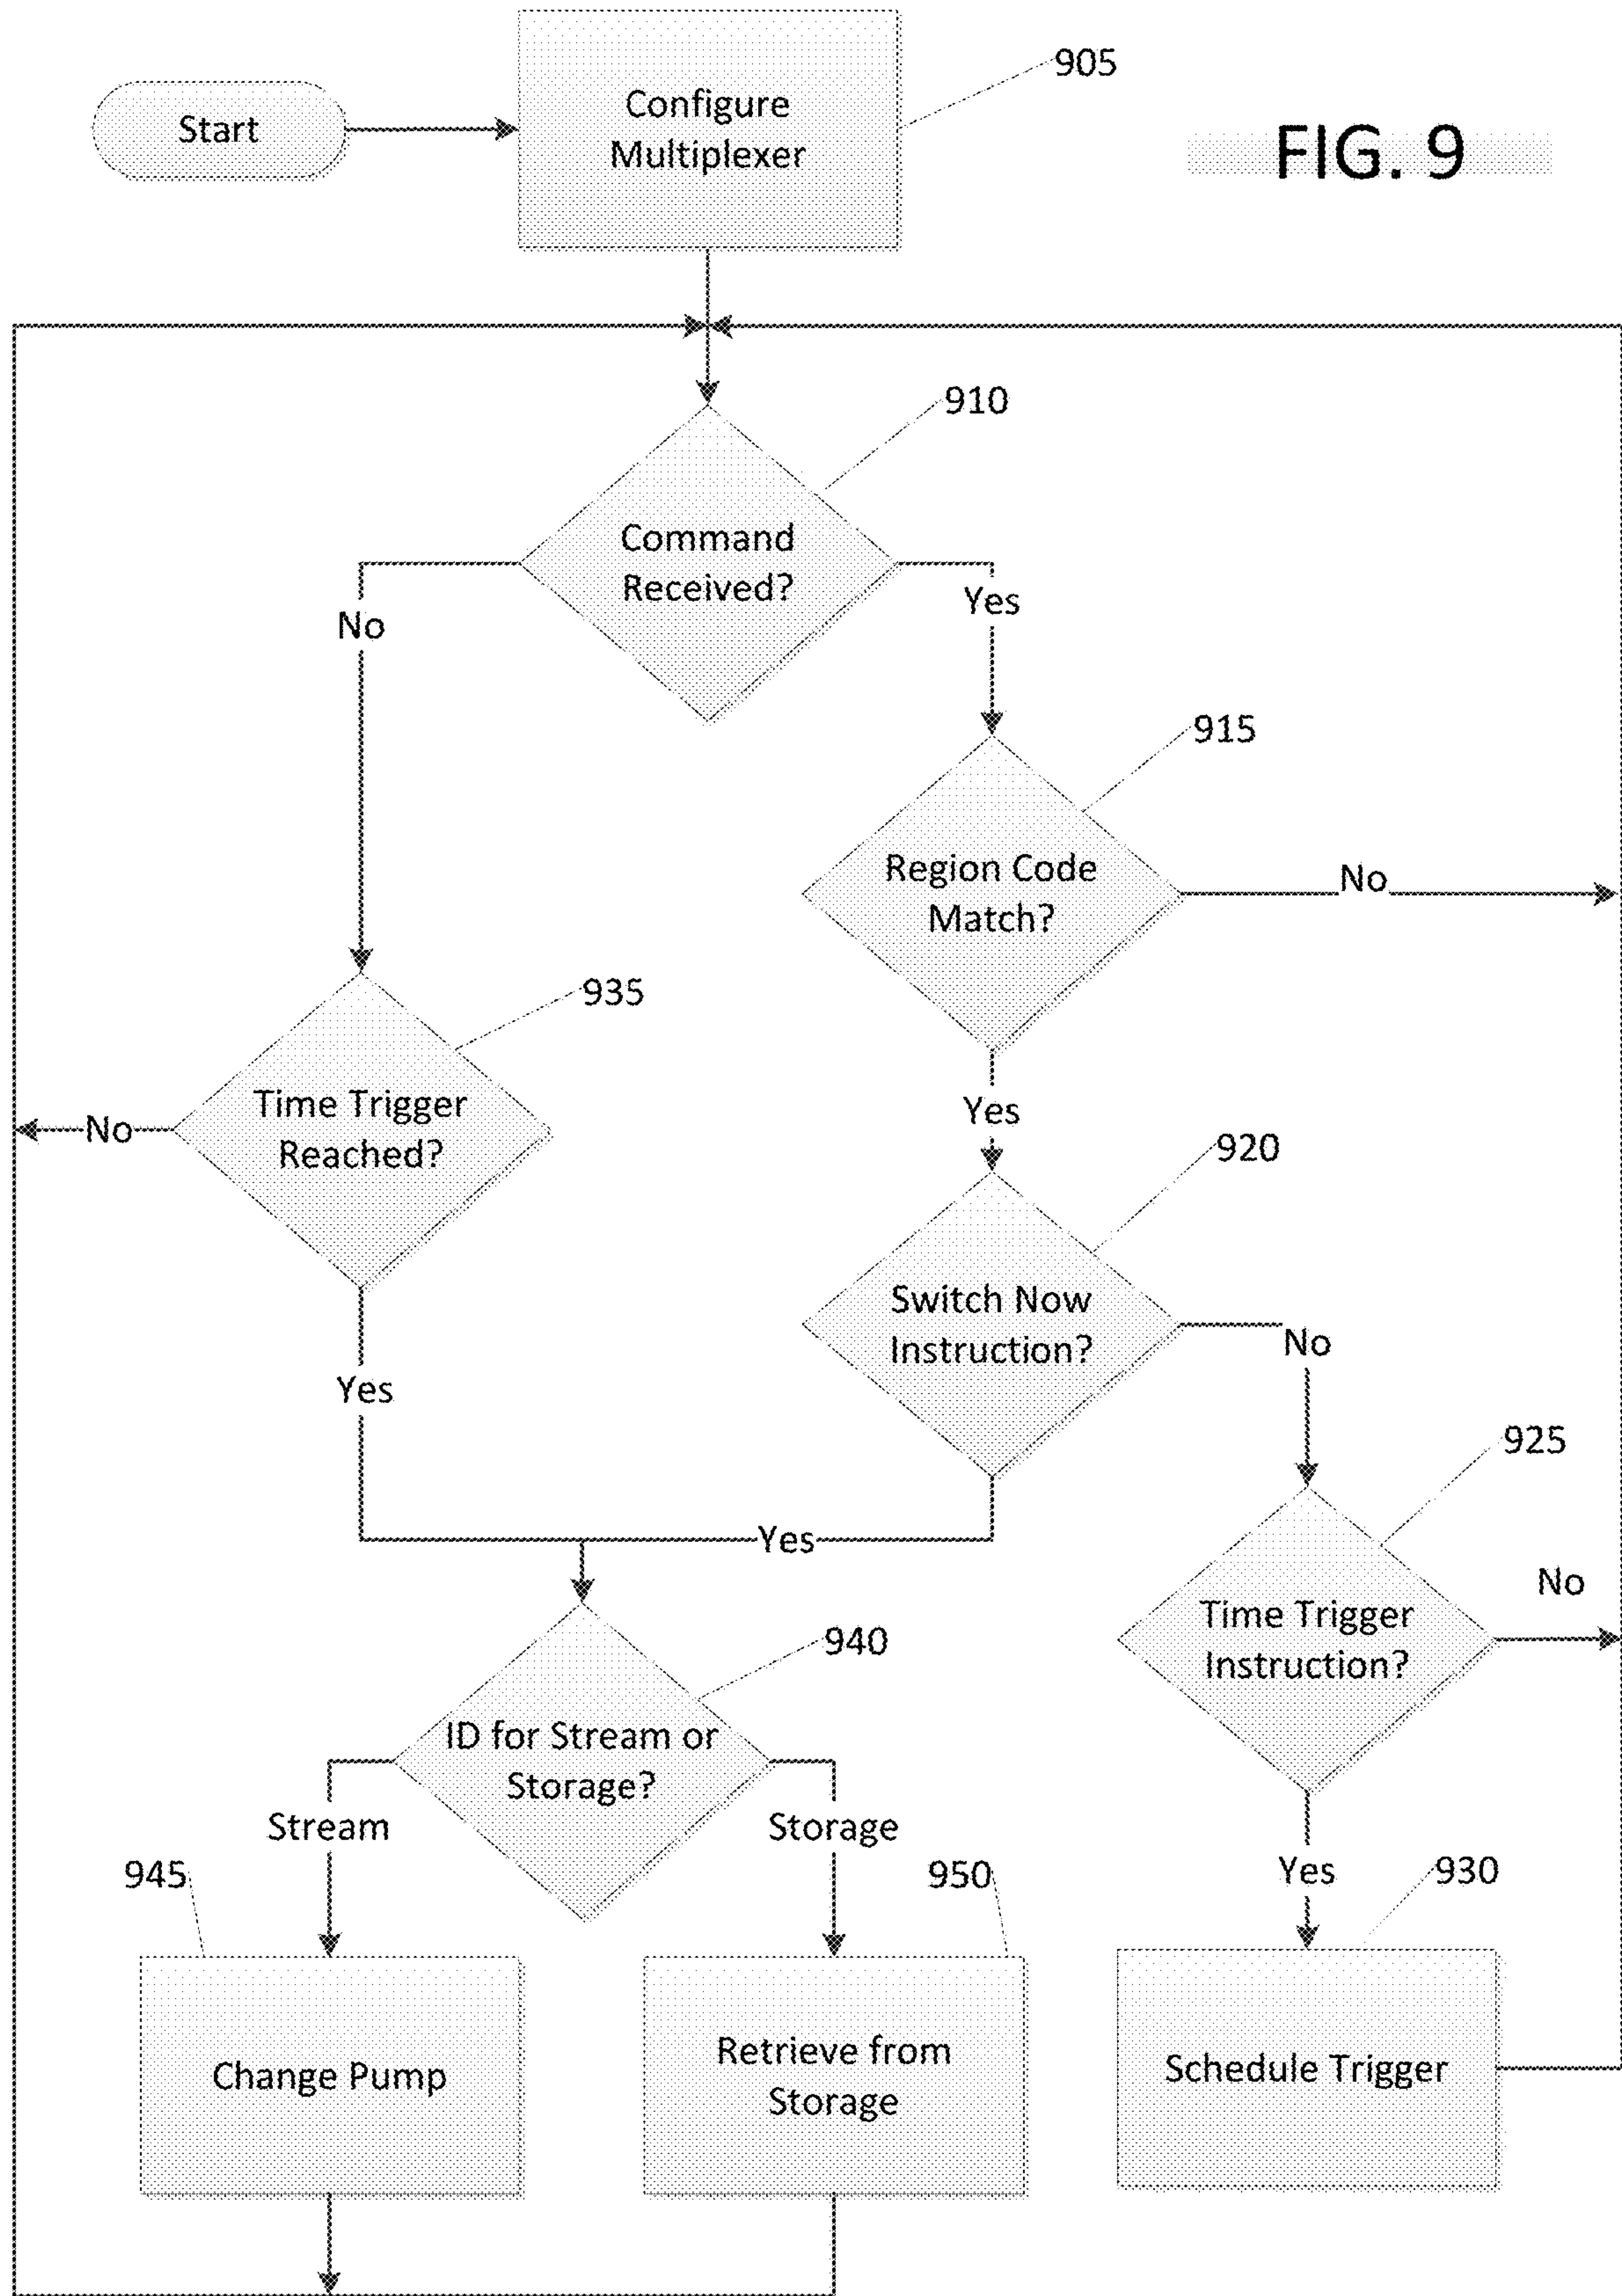 905
Start
Configure
Multiplexer
FIG. 9
910
Command
Received?
No
Yes
915
Region Code
Match?
No
935
Time Trigger
Reached?
No
Yes
920
Switch Now
Instruction?
No
Yes
925
Yes
No
Time Trigger
Instruction?
940
ID for Stream or
Storage?
Stream
Storage
Yes
945
950
930
Change Pump
Retrieve from
Storage
Schedule Trigger